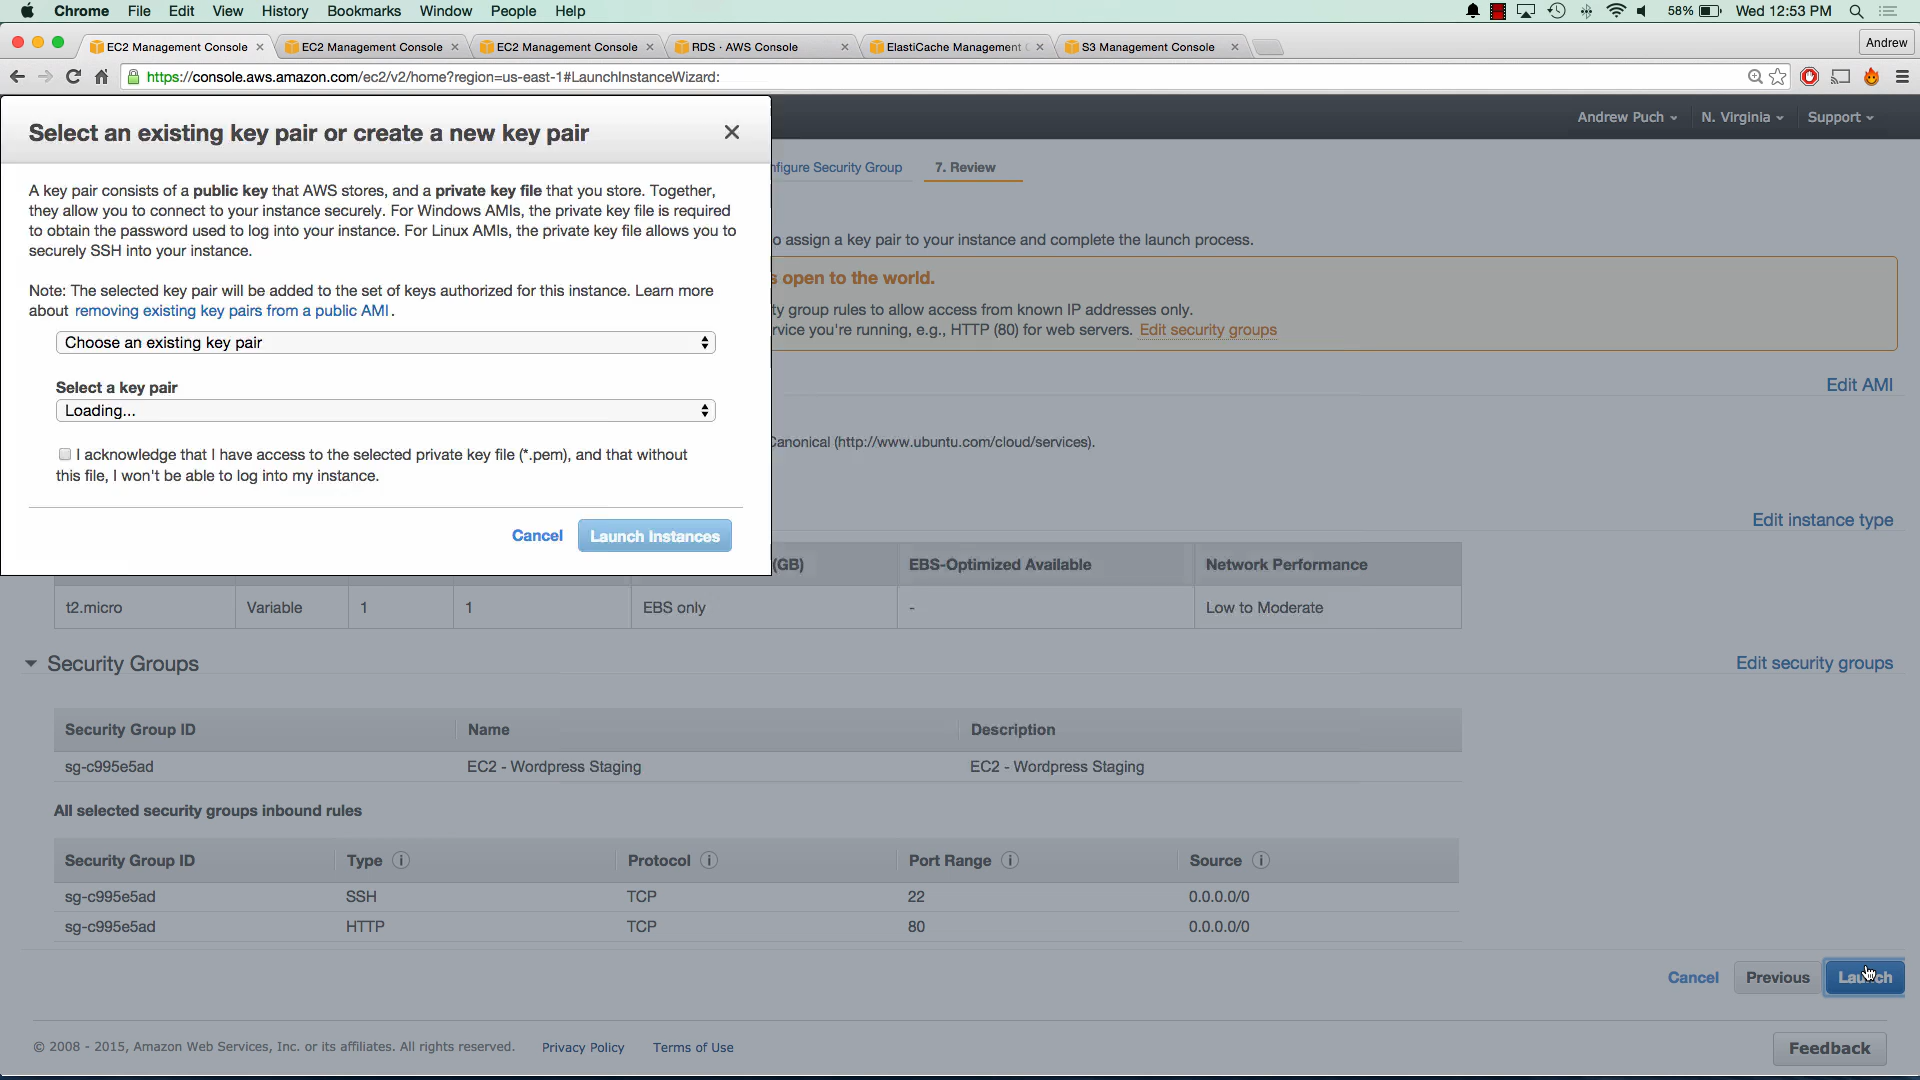 Chrome File Edit View History Bookmarks Window People Help 58% Wed 12:53 PM
EC2 Management Console EC2 Management Console EC2 Management Console RDS · AWS Console ElastiCache Management S3 Management Console Andrew
https://console.aws.amazon.com/ec2/v2/home?region=us-east-1#LaunchInstanceWizard:
Andrew Puch N. Virginia Support
Select an existing key pair or create a new key pair
figure Security Group 7. Review
A key pair consists of a public key that AWS stores, and a private key file that you store. Together,
they allow you to connect to your instance securely. For Windows AMIs, the private key file is required
to obtain the password used to log into your instance. For Linux AMIs, the private key file allows you to
securely SSH into your instance.
Note: The selected key pair will be added to the set of keys authorized for this instance. Learn more
about removing existing key pairs from a public AMI .
Choose an existing key pair
Select a key pair
Loading...
I acknowledge that I have access to the selected private key file (*.pem), and that without
this file, I won't be able to log into my instance.
Cancel Launch Instances
o assign a key pair to your instance and complete the launch process.
s open to the world.
ty group rules to allow access from known IP addresses only.
rvice you're running, e.g., HTTP (80) for web servers. Edit security groups
Edit AMI
Canonical (http://www.ubuntu.com/cloud/services).
Edit instance type
(GB) EBS-Optimized Available Network Performance
t2.micro Variable 1 1 EBS only - Low to Moderate
Security Groups Edit security groups
Security Group ID Name Description
sg-c995e5ad EC2 - Wordpress Staging EC2 - Wordpress Staging
All selected security groups inbound rules
Security Group ID Type i Protocol i Port Range i Source i
sg-c995e5ad SSH TCP 22 0.0.0.0/0
sg-c995e5ad HTTP TCP 80 0.0.0.0/0
Cancel Previous Launch
© 2008 - 2015, Amazon Web Services, Inc. or its affiliates. All rights reserved. Privacy Policy Terms of Use Feedback